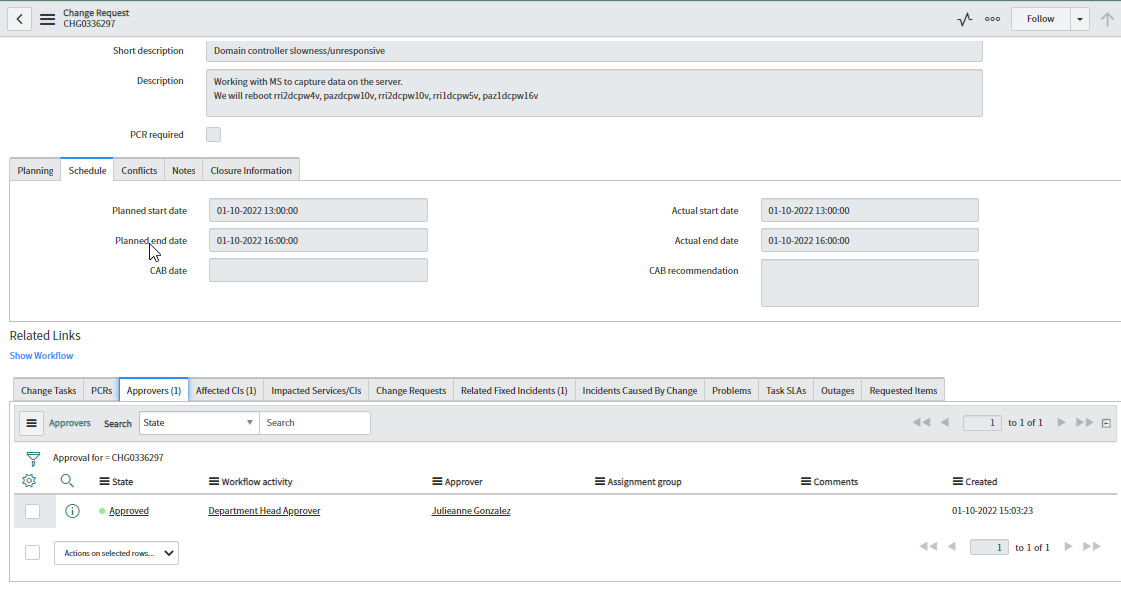 Change Request
CHG0336297
Follow
Short description Domain controller slowness/unresponsive
Description Working with MS to capture data on the server.
We will reboot rri2dcpw4v, pazdcpw10v, rri2dcpw10v, rri1dcpw5v, paz1dcpw16v
PCR required
Planning Schedule Conflicts Notes Closure Information
Planned start date 01-10-2022 13:00:00 Actual start date 01-10-2022 13:00:00
Planned end date 01-10-2022 16:00:00 Actual end date 01-10-2022 16:00:00
CAB date CAB recommendation
Related Links
Show Workflow
Change Tasks PCRs Approvers (1) Affected CIs (1) Impacted Services/CIs Change Requests Related Fixed Incidents (1) Incidents Caused By Change Problems Task SLAs Outages Requested Items
Approvers Search State Search 1 to 1 of 1
Approval for = CHG0336297
State Workflow activity Approver Assignment group Comments Created
Approved Department Head Approver Julieanne Gonzalez 01-10-2022 15:03:23
Actions on selected rows... 1 to 1 of 1